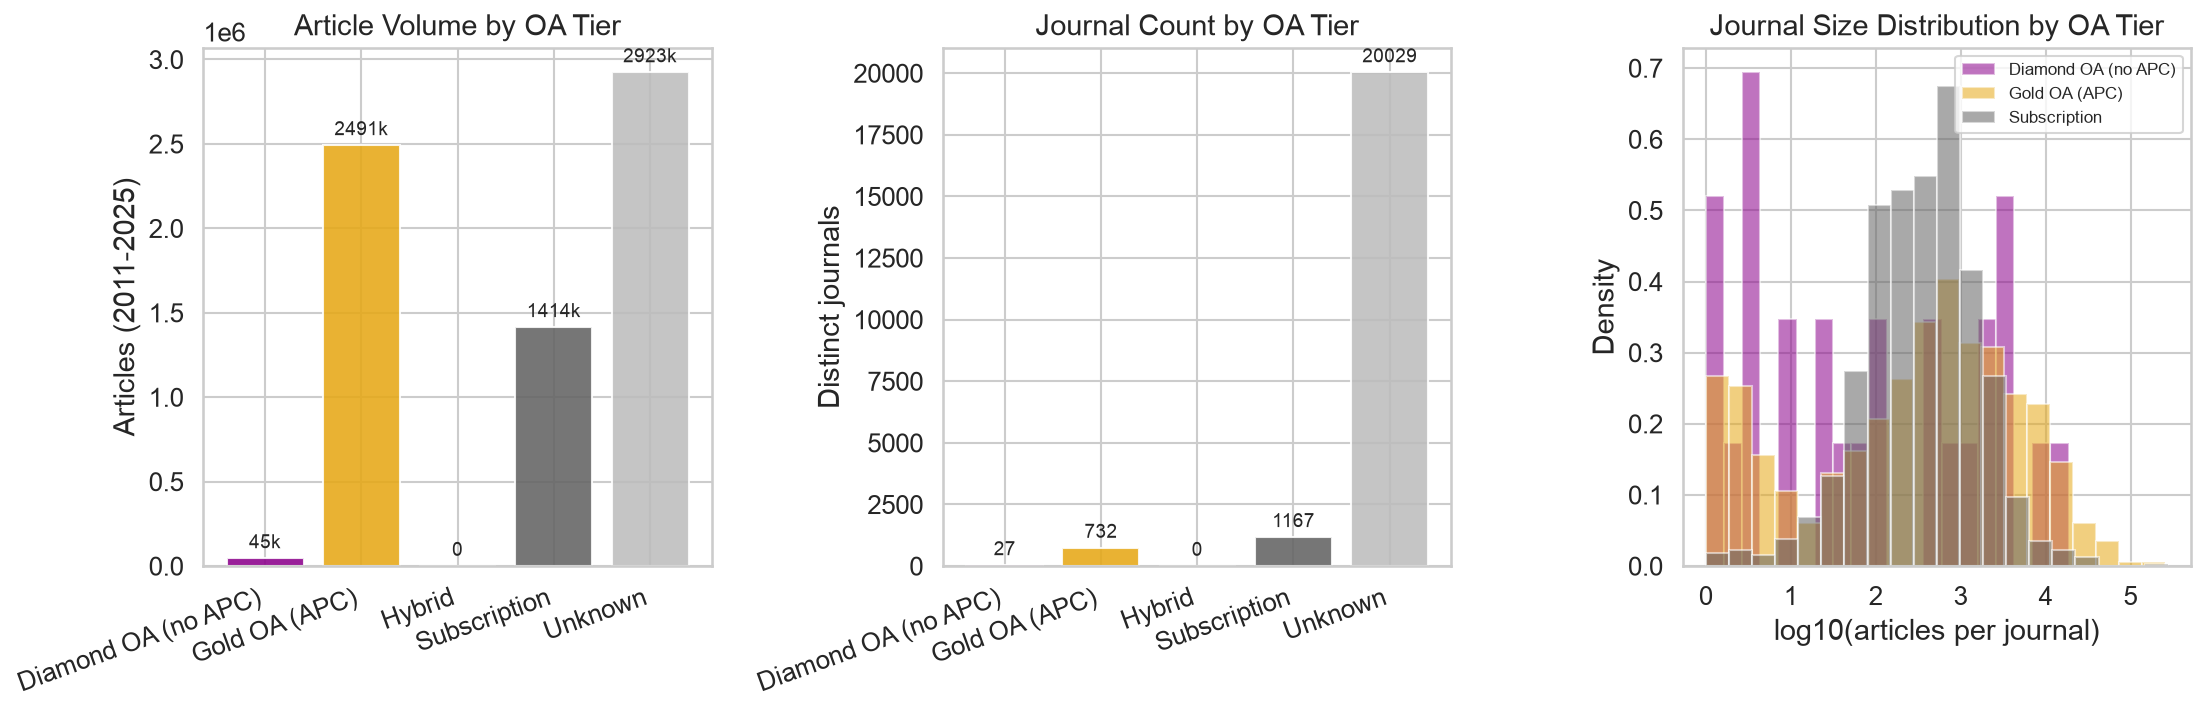 Article Volume by OA Tier
1e6
3.0
2.5
2.0
1.5
1.0
0.5
0.0
Articles (2011-2025)
45k
2491k
0
1414k
2923k
Diamond OA (no APC)
Gold OA (APC)
Hybrid
Subscription
Unknown
Journal Count by OA Tier
20000
17500
15000
12500
10000
7500
5000
2500
0
Distinct journals
27
732
0
1167
20029
Diamond OA (no APC)
Gold OA (APC)
Hybrid
Subscription
Unknown
Journal Size Distribution by OA Tier
0.7
0.6
0.5
0.4
0.3
0.2
0.1
0.0
Density
Diamond OA (no APC)
Gold OA (APC)
Subscription
0
1
2
3
4
5
log10(articles per journal)